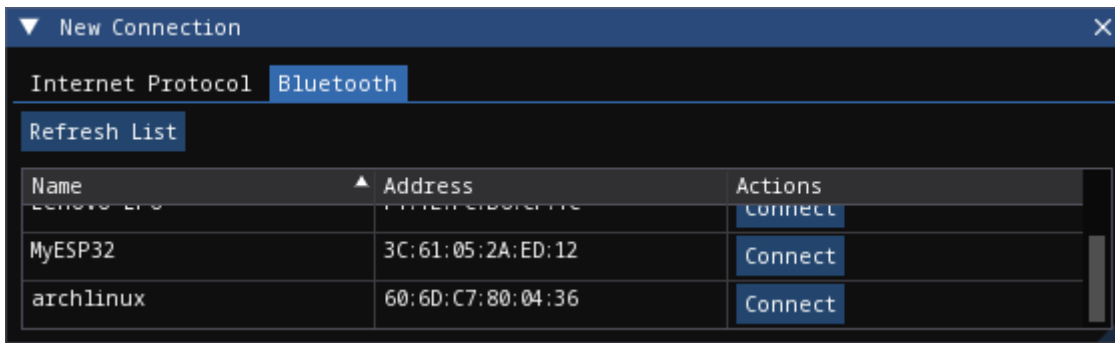 New Connection
Internet Protocol Bluetooth
Refresh List
Name Address Actions
Connect
MyESP32 3C:61:05:2A:ED:12 Connect
archlinux 60:6D:C7:80:04:36 Connect